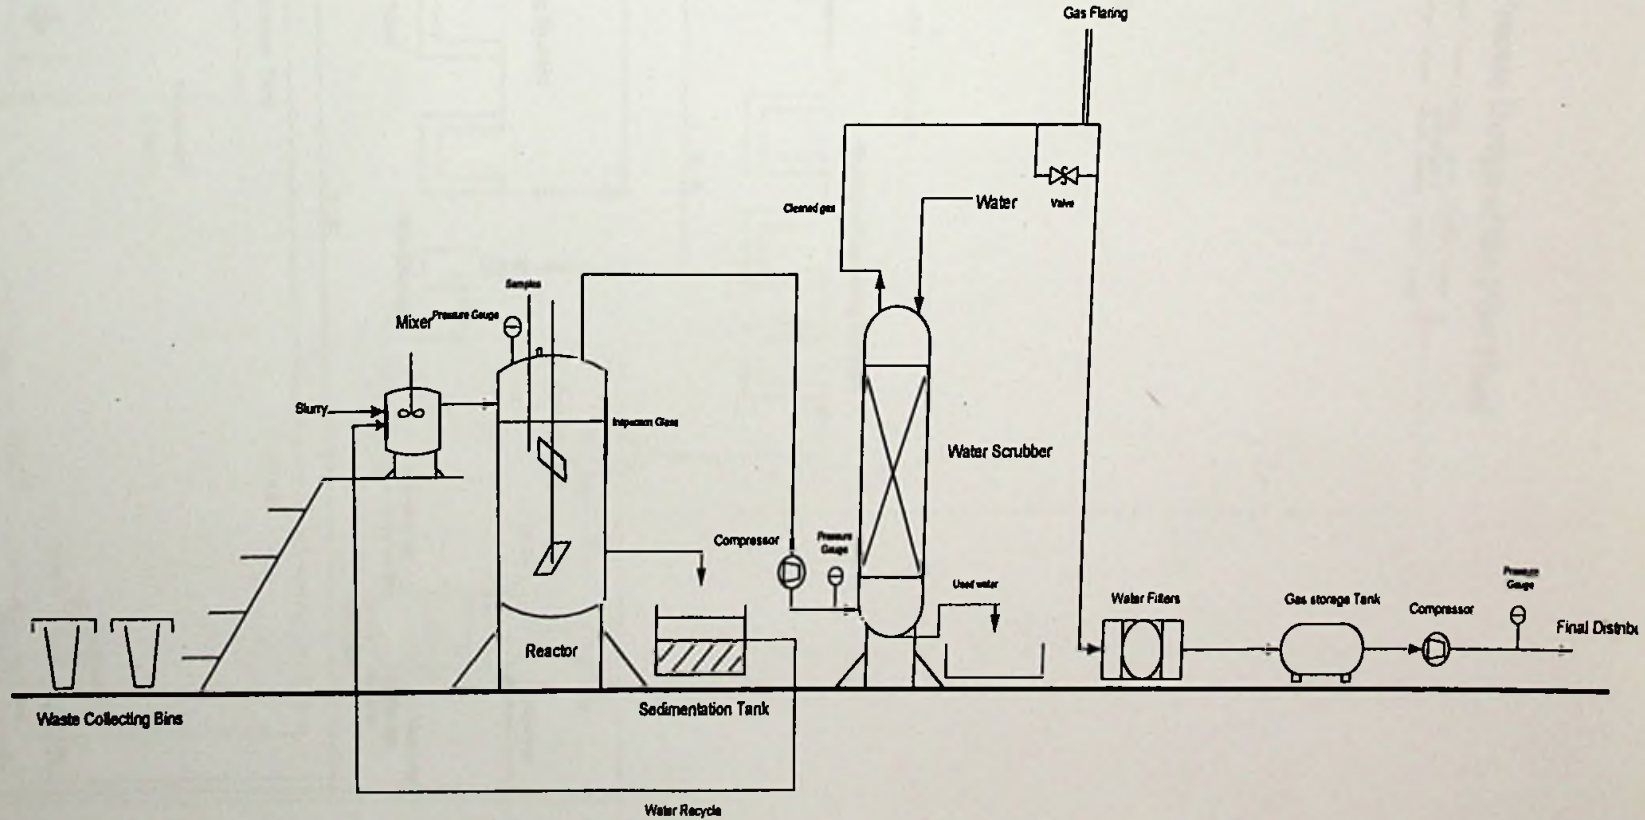 Gas Flaring
Cleaned gas
Water
Valve
Samples
Mixer
Pressure Gauge
Slurry
Inspection Glass
Water Scrubber
Compressor
Pressure
Gauge
Used water
Reactor
Water Filters
Gas storage Tank
Compressor
Pressure
Gauge
Final Distribu
Waste Collecting Bins
Sedimentation Tank
Water Recycle